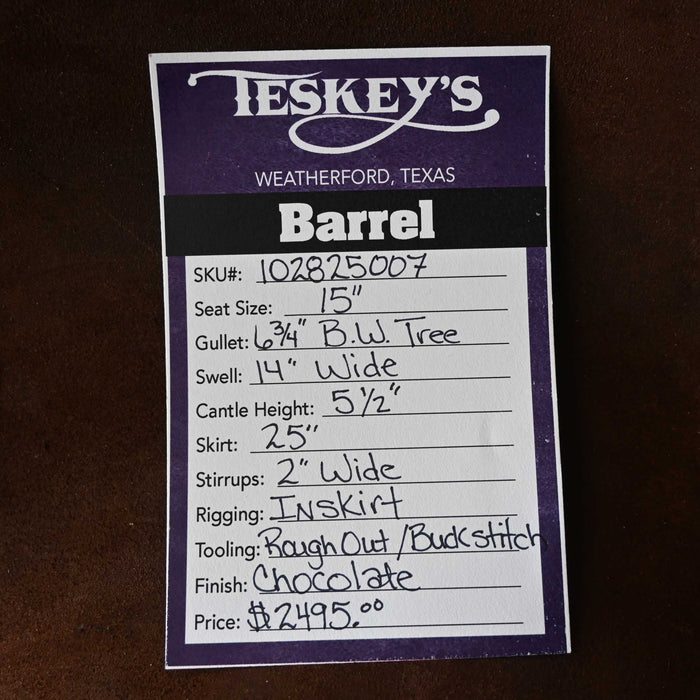 TESKEY'S
WEATHERFORD, TEXAS
Barrel
SKU#: 102825007
Seat Size: 15"
Gullet: 6 3/4" B.W. Tree
Swell: 14" Wide
Cantle Height: 5 1/2"
Skirt: 25"
Stirrups: 2" Wide
Rigging: Inskirt
Tooling: Rough Out / Buckstitch
Finish: Chocolate
Price: $2495.00